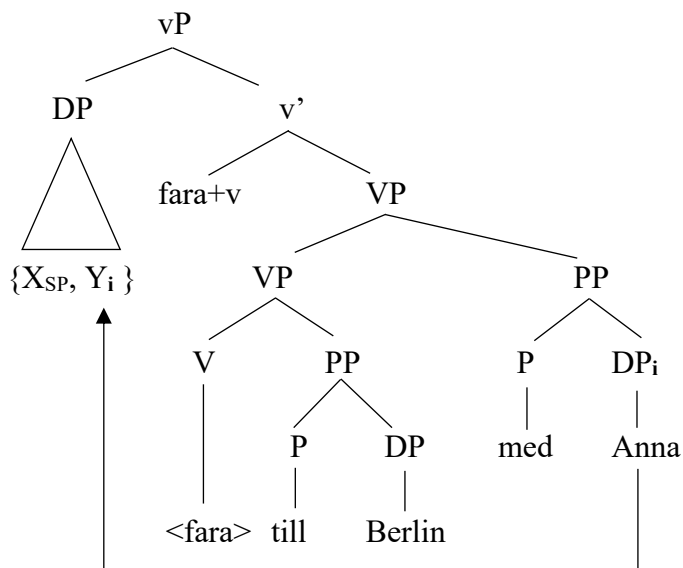 vP
DP v’
fara+v VP
{X_SP, Y_i } VP PP
V PP P DP_i
P DP med Anna
<fara> till Berlin